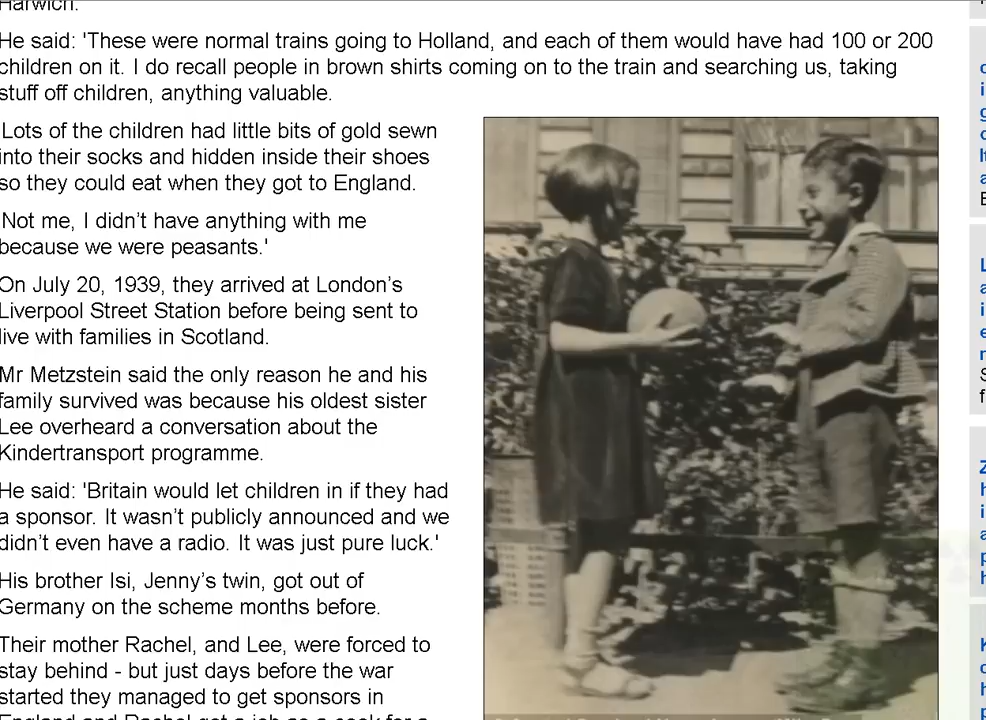 Harwich.
He said: 'These were normal trains going to Holland, and each of them would have had 100 or 200
children on it. I do recall people in brown shirts coming on to the train and searching us, taking
stuff off children, anything valuable.
Lots of the children had little bits of gold sewn
into their socks and hidden inside their shoes
so they could eat when they got to England.
Not me, I didn't have anything with me
because we were peasants.'
On July 20, 1939, they arrived at London's
Liverpool Street Station before being sent to
live with families in Scotland.
Mr Metzstein said the only reason he and his
family survived was because his oldest sister
Lee overheard a conversation about the
Kindertransport programme.
He said: 'Britain would let children in if they had
a sponsor. It wasn't publicly announced and we
didn't even have a radio. It was just pure luck.'
His brother Isi, Jenny's twin, got out of
Germany on the scheme months before.
Their mother Rachel, and Lee, were forced to
stay behind - but just days before the war
started they managed to get sponsors in
England and Rachel got a job as a cook for a